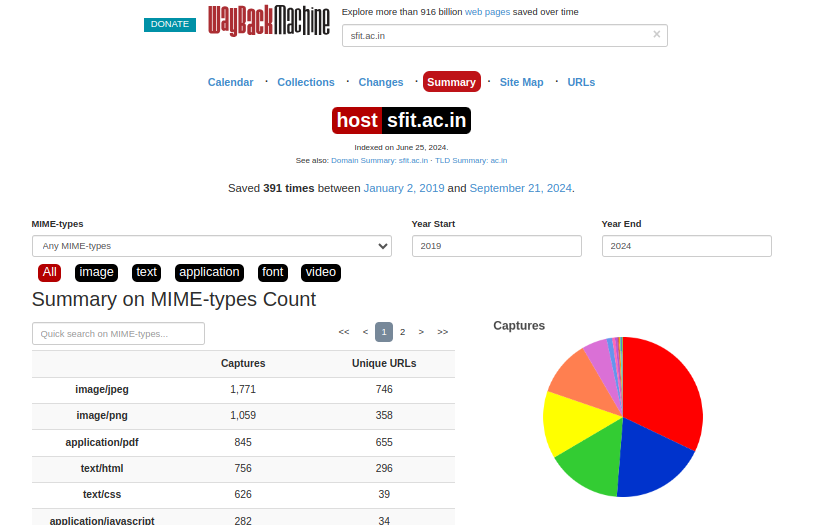 DONATE
WayBackMachine
Explore more than 916 billion web pages saved over time
sfit.ac.in ×
Calendar · Collections · Changes · Summary · Site Map · URLs
host sfit.ac.in
Indexed on June 25, 2024.
See also: Domain Summary: sfit.ac.in · TLD Summary: ac.in
Saved 391 times between January 2, 2019 and September 21, 2024.
MIME-types Year Start Year End
Any MIME-types 2019 2024
All image text application font video
Summary on MIME-types Count
Captures
Quick search on MIME-types... << < 1 2 > >>
Captures Unique URLs
image/jpeg 1,771 746
image/png 1,059 358
application/pdf 845 655
text/html 756 296
text/css 626 39
application/javascript 282 34